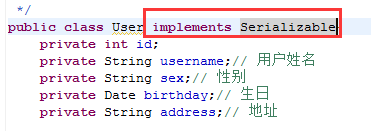 */
public class User implements Serializable
private int id;
private String username;// 用户姓名
private String sex;// 性别
private Date birthday;// 生日
private String address;// 地址